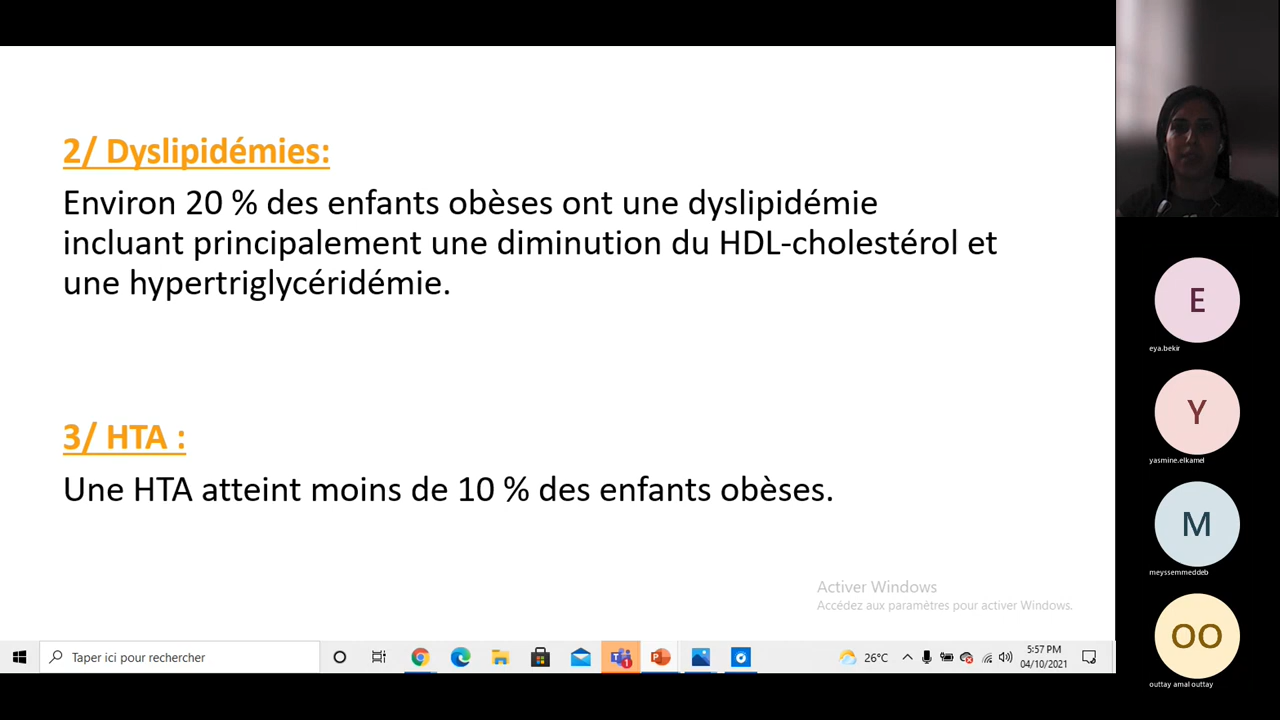 2/ Dyslipidémies:
Environ 20 % des enfants obèses ont une dyslipidémie
incluant principalement une diminution du HDL-cholestérol et
une hypertriglycéridémie.
3/ HTA :
Une HTA atteint moins de 10 % des enfants obèses.
Activer Windows
Accédez aux paramètres pour activer Windows.
Taper ici pour rechercher
1
26°C
5:57 PM
04/10/2021
E
eya.bekir
Y
yasmine.elkamel
M
meyssemmeddeb
OO
outtay amal outtay